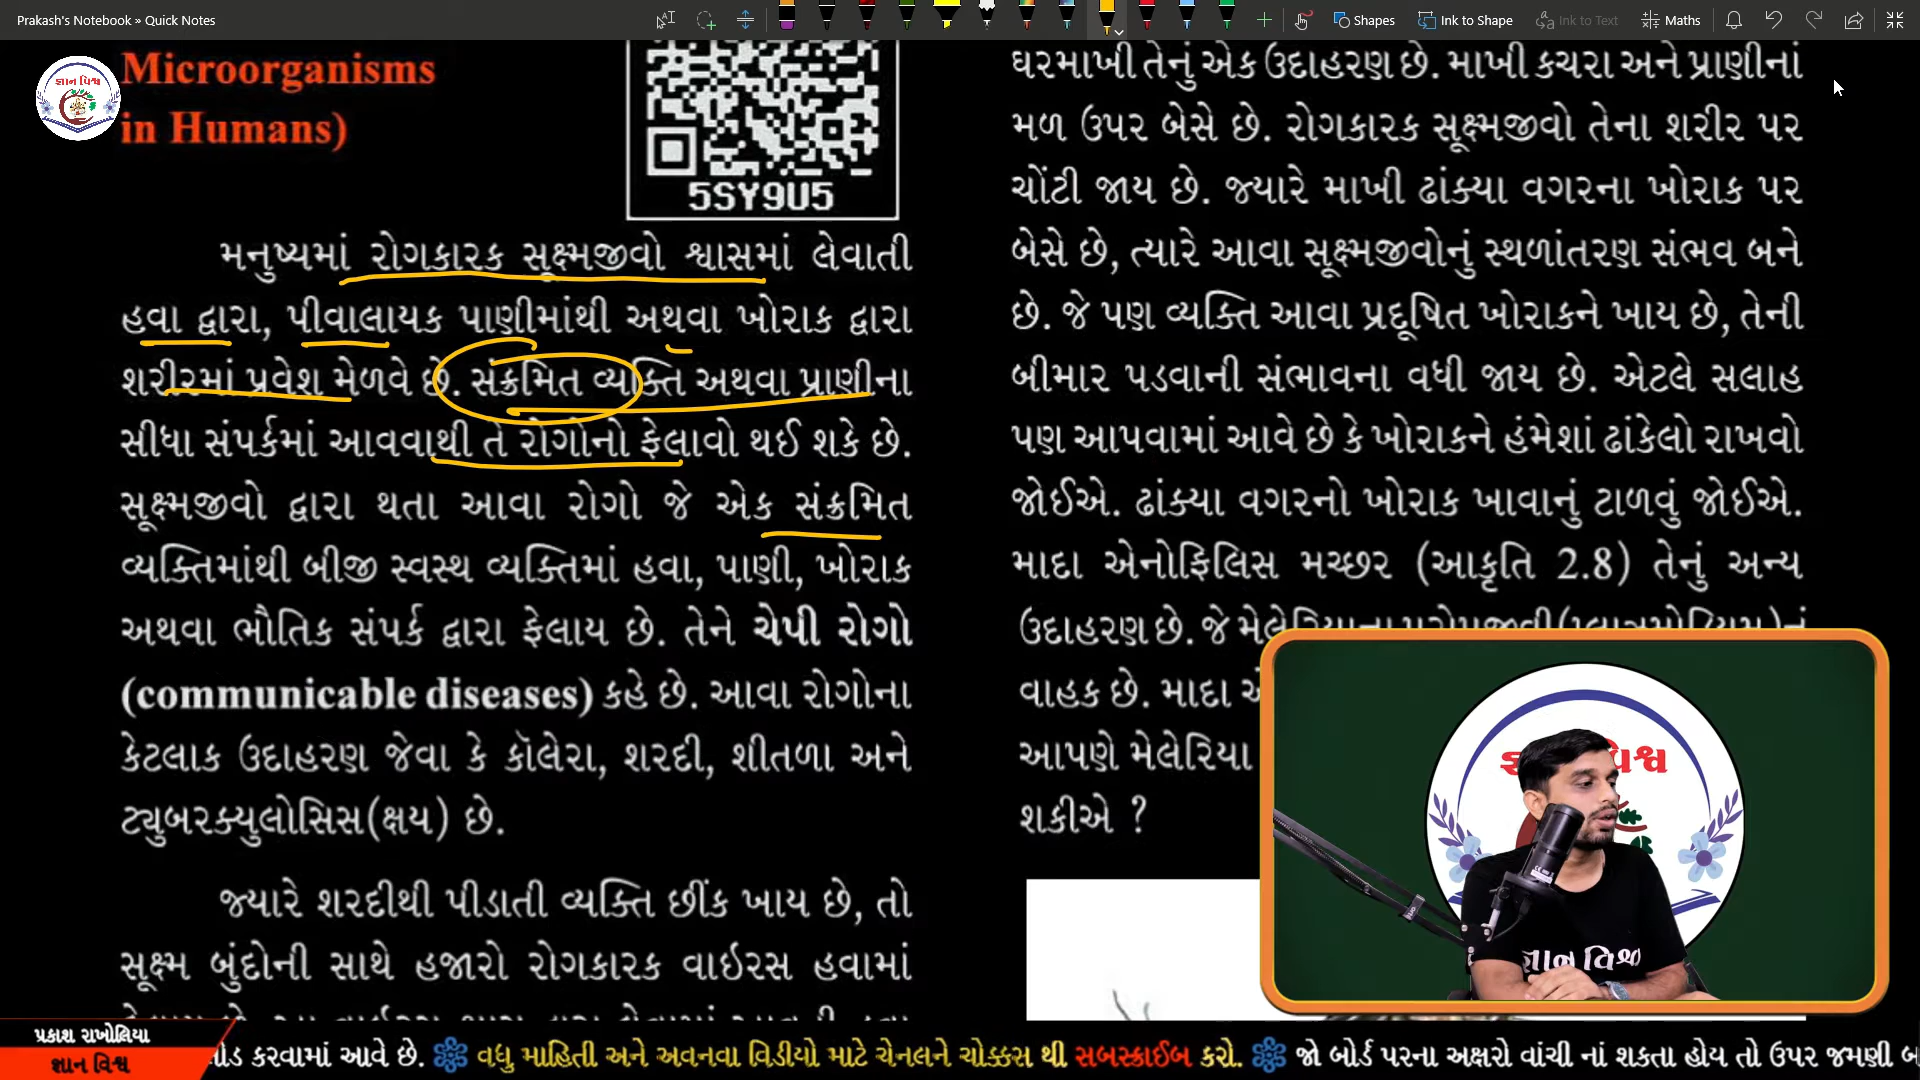 Prakash's Notebook » Quick Notes
Shapes
Ink to Shape
Ink to Text
Maths
જ્ઞાન વિશ્વ
Microorganisms
in Humans)
5SY9U5
મનુષ્યમાં રોગકારક સૂક્ષ્મજીવો શ્વાસમાં લેવાતી
હવા દ્વારા, પીવાલાયક પાણીમાંથી અથવા ખોરાક દ્વારા
શરીરમાં પ્રવેશ મેળવે છે. સંક્રમિત વ્યક્તિ અથવા પ્રાણીના
સીધા સંપર્કમાં આવવાથી તે રોગોનો ફેલાવો થઈ શકે છે.
સૂક્ષ્મજીવો દ્વારા થતા આવા રોગો જે એક સંક્રમિત
વ્યક્તિમાંથી બીજી સ્વસ્થ વ્યક્તિમાં હવા, પાણી, ખોરાક
અથવા ભૌતિક સંપર્ક દ્વારા ફેલાય છે. તેને ચેપી રોગો
(communicable diseases) કહે છે. આવા રોગોના
કેટલાક ઉદાહરણ જેવા કે કૉલેરા, શરદી, શીતળા અને
ટ્યુબરક્યુલોસિસ(ક્ષય) છે.
જ્યારે શરદીથી પીડાતી વ્યક્તિ છીંક ખાય છે, તો
સૂક્ષ્મ બુંદોની સાથે હજારો રોગકારક વાઇરસ હવામાં
ઘરમાખી તેનું એક ઉદાહરણ છે. માખી કચરા અને પ્રાણીનાં
મળ ઉપર બેસે છે. રોગકારક સૂક્ષ્મજીવો તેના શરીર પર
ચોંટી જાય છે. જ્યારે માખી ઢાંક્યા વગરના ખોરાક પર
બેસે છે, ત્યારે આવા સૂક્ષ્મજીવોનું સ્થળાંતરણ સંભવ બને
છે. જે પણ વ્યક્તિ આવા પ્રદૂષિત ખોરાકને ખાય છે, તેની
બીમાર પડવાની સંભાવના વધી જાય છે. એટલે સલાહ
પણ આપવામાં આવે છે કે ખોરાકને હંમેશાં ઢાંકેલો રાખવો
જોઈએ. ઢાંક્યા વગરનો ખોરાક ખાવાનું ટાળવું જોઈએ.
માદા એનોફિલિસ મચ્છર (આકૃતિ 2.8) તેનું અન્ય
ઉદાહરણ છે. જે
વાહક છે. માદા
આપણે મેલેરિયા
શકીએ ?
જ્ઞાન વિશ્વ
પ્રકાશ રાખોલિયા
જ્ઞાન વિશ્વ
કરવામાં આવે છે. વધુ માહિતી અને અવનવા વિડીયો માટે ચેનલને ચોક્કસ થી સબસ્ક્રાઈબ કરો. જો બોર્ડ પરના અક્ષરો વાંચી નાં શકતા હોય તો ઉપર જમણી